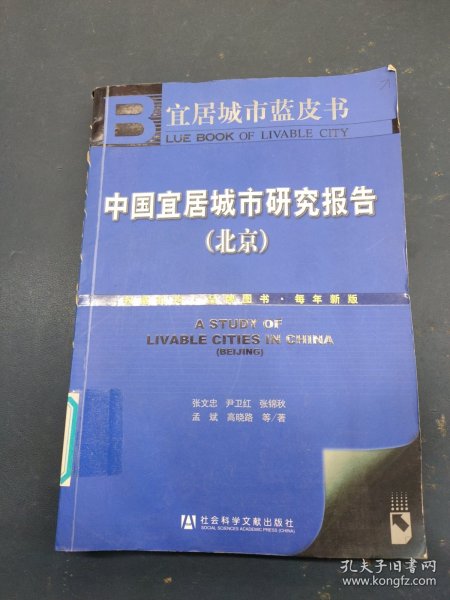 B 宜居城市蓝皮书
LUE BOOK OF LIVABLE CITY
中国宜居城市研究报告
(北京)
图书·每年新版
A STUDY OF
LIVABLE CITIES IN CHINA
(BEIJING)
张文忠 尹卫红 张锦秋
孟斌 高晓路 等/著
社会科学文献出版社
SOCIAL SCIENCES ACADEMIC PRESS (CHINA)
孔夫子旧书网
www.kongfz.com